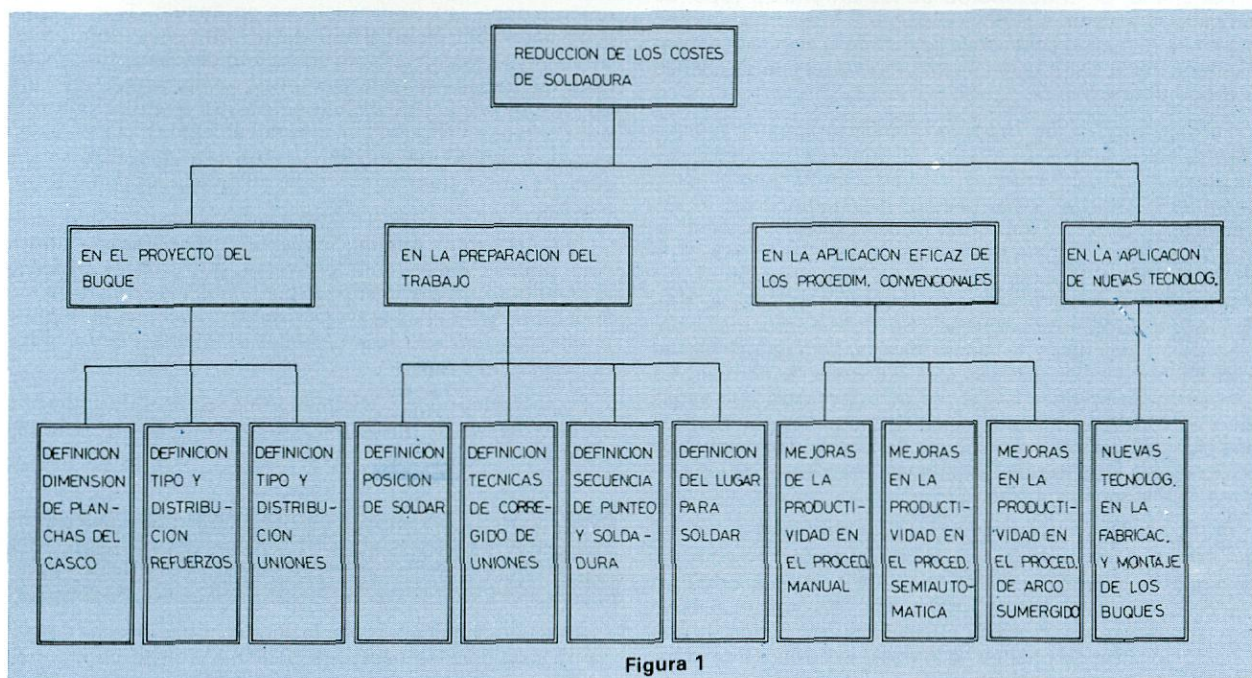 REDUCCION DE LOS COSTES
DE SOLDADURA
EN EL PROYECTO DEL
BUQUE
EN LA PREPARACION DEL
TRABAJO
EN LA APLICACION EFICAZ DE
LOS PROCEDIM. CONVENCIONALES
EN LA APLICACION
DE NUEVAS TECNOLOG.
DEFINICION
DIMENSION
DE PLAN-
CHAS DEL
CASCO
DEFINICION
TIPO Y
DISTRIBU-
CION
REFUERZOS
DEFINICION
TIPO Y
DISTRIBU-
CION
UNIONES
DEFINICION
POSICION
DE SOLDAR
DEFINICION
TECNICAS
DE CORRE-
GIDO DE
UNIONES
DEFINICION
SECUENCIA
DE PUNTEO
Y SOLDA-
DURA
DEFINICION
DEL LUGAR
PARA
SOLDAR
MEJORAS
DE LA
PRODUCTI-
VIDAD EN
EL PROCED.
MANUAL
MEJORAS
EN LA
PRODUCTI-
VIDAD EN
EL PROCED.
SEMIAUTO-
MATICA
MEJORAS
EN LA
PRODUCTI-
VIDAD EN
EL PROCED.
DE ARCO
SUMERGIDO
NUEVAS
TECNOLOG.
EN LA
FABRICAC.
Y MONTAJE
DE LOS
BUQUES
Figura 1